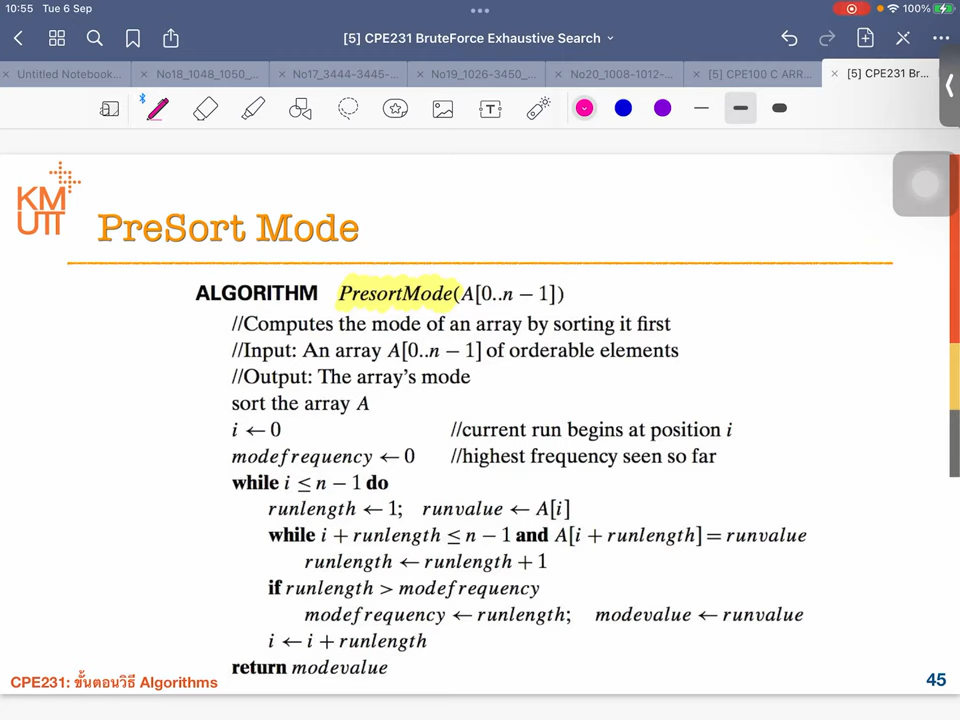 10:55 Tue 6 Sep
100%
[5] CPE231 BruteForce Exhaustive Search
Untitled Notebook...
No18_1048_1050_...
No17_3444-3445-...
No19_1026-3450_...
No20_1008-1012-...
[5] CPE100 C ARR...
[5] CPE231 Br...
KM
UTT
PreSort Mode
ALGORITHM PresortMode(A[0..n − 1])
//Computes the mode of an array by sorting it first
//Input: An array A[0..n − 1] of orderable elements
//Output: The array's mode
sort the array A
i ← 0 //current run begins at position i
modefrequency ← 0 //highest frequency seen so far
while i ≤ n − 1 do
runlength ← 1; runvalue ← A[i]
while i + runlength ≤ n − 1 and A[i + runlength] = runvalue
runlength ← runlength + 1
if runlength > modefrequency
modefrequency ← runlength; modevalue ← runvalue
i ← i + runlength
return modevalue
CPE231: ขั้นตอนวิธี Algorithms
45